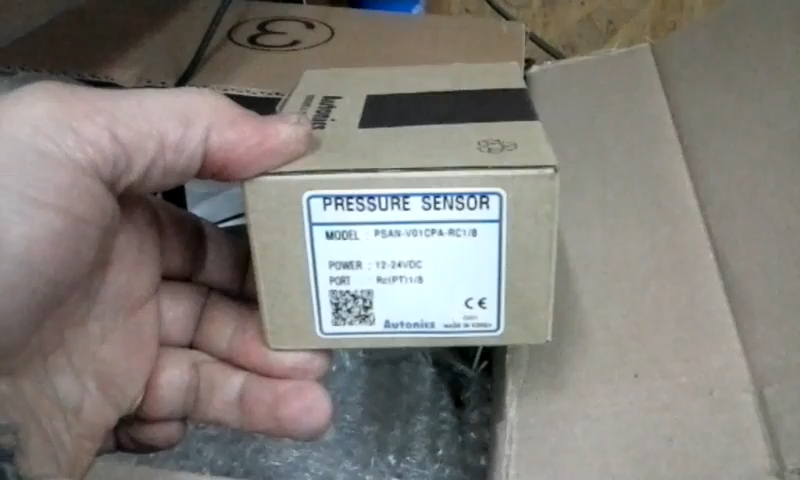 3
Autonics
PRESSURE SENSOR
MODEL : PSAN-V01CPA-RC1/8
POWER : 12-24VDC
PORT : Rc(PT)1/8
CE
Autonics
MADE IN KOREA